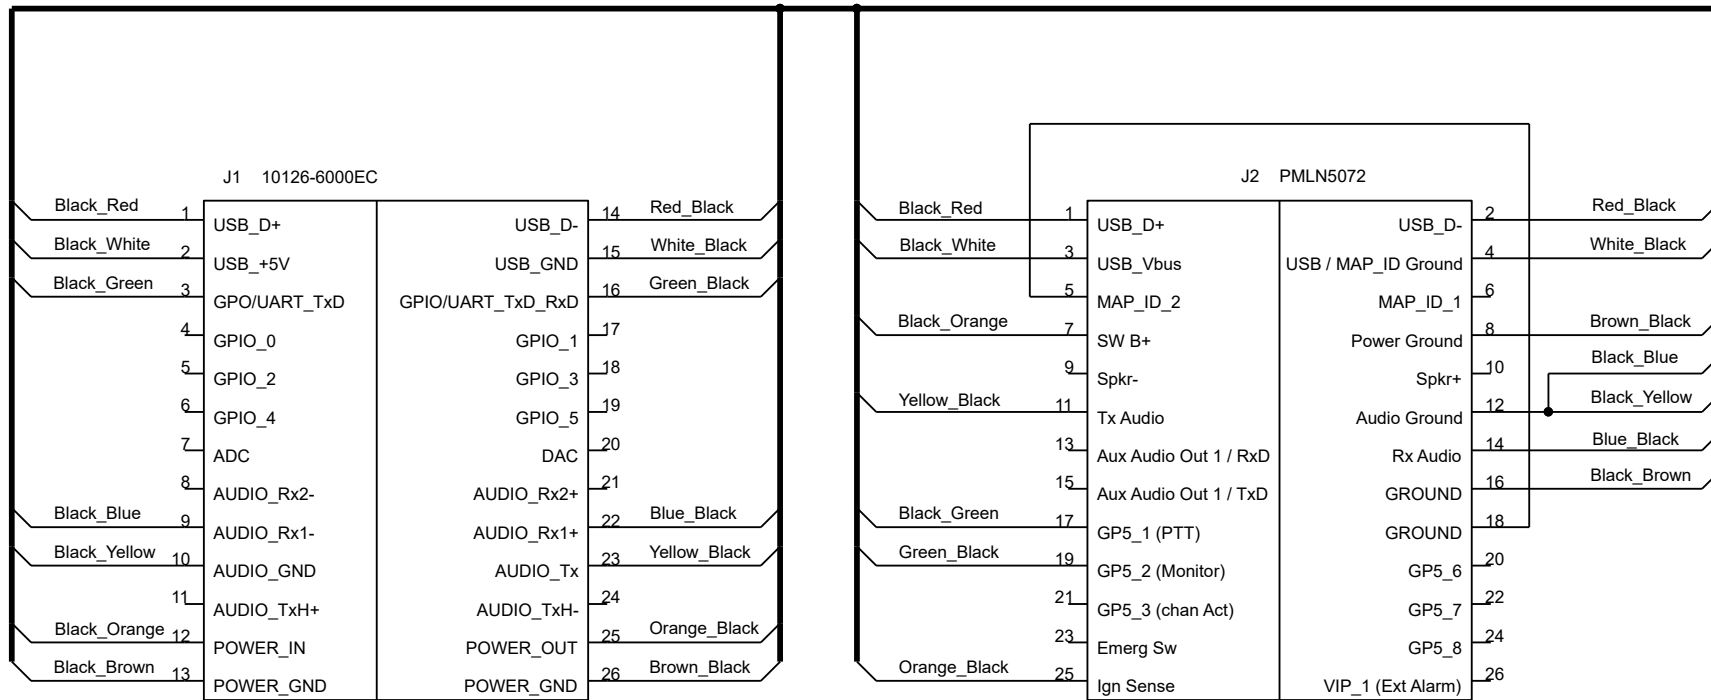 J1 10126-6000EC
Black_Red 1 USB_D+ USB_D- 14 Red_Black
Black_White 2 USB_+5V USB_GND 15 White_Black
Black_Green 3 GPO/UART_TxD GPIO/UART_TxD_RxD 16 Green_Black
4 GPIO_0 GPIO_1 17
5 GPIO_2 GPIO_3 18
6 GPIO_4 GPIO_5 19
7 ADC DAC 20
8 AUDIO_Rx2- AUDIO_Rx2+ 21
Black_Blue 9 AUDIO_Rx1- AUDIO_Rx1+ 22 Blue_Black
Black_Yellow 10 AUDIO_GND AUDIO_Tx 23 Yellow_Black
11 AUDIO_TxH+ AUDIO_TxH- 24
Black_Orange 12 POWER_IN POWER_OUT 25 Orange_Black
Black_Brown 13 POWER_GND POWER_GND 26 Brown_Black
J2 PMLN5072
Black_Red 1 USB_D+ USB_D- 2 Red_Black
Black_White 3 USB_Vbus USB / MAP_ID Ground 4 White_Black
5 MAP_ID_2 MAP_ID_1 6
Black_Orange 7 SW B+ Power Ground 8 Brown_Black
9 Spkr- Spkr+ 10 Black_Blue
Yellow_Black 11 Tx Audio Audio Ground 12 Black_Yellow
13 Aux Audio Out 1 / RxD Rx Audio 14 Blue_Black
15 Aux Audio Out 1 / TxD GROUND 16 Black_Brown
Black_Green 17 GP5_1 (PTT) GROUND 18
Green_Black 19 GP5_2 (Monitor) GP5_6 20
21 GP5_3 (chan Act) GP5_7 22
23 Emerg Sw GP5_8 24
Orange_Black 25 Ign Sense VIP_1 (Ext Alarm) 26